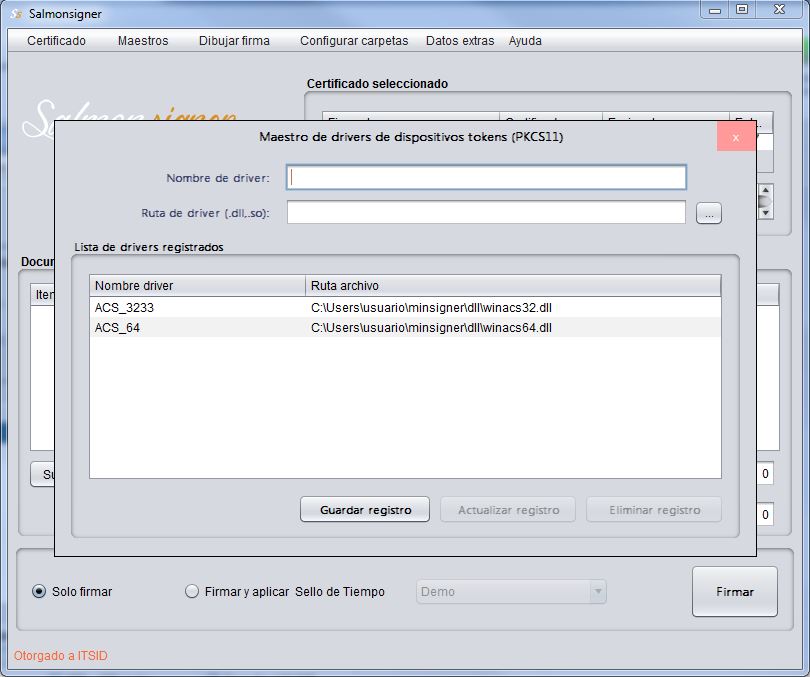 Salmonsigner
Certificado Maestros Dibujar firma Configurar carpetas Datos extras Ayuda
Certificado seleccionado
Maestro de drivers de dispositivos tokens (PKCS11) x
Nombre de driver:
Ruta de driver (.dll,.so): ...
Lista de drivers registrados
Nombre driver Ruta archivo
ACS_3233 C:\Users\usuario\minsigner\dll\winacs32.dll
ACS_64 C:\Users\usuario\minsigner\dll\winacs64.dll
0
Guardar registro Actualizar registro Eliminar registro
0
Solo firmar Firmar y aplicar Sello de Tiempo Demo Firmar
Otorgado a ITSID